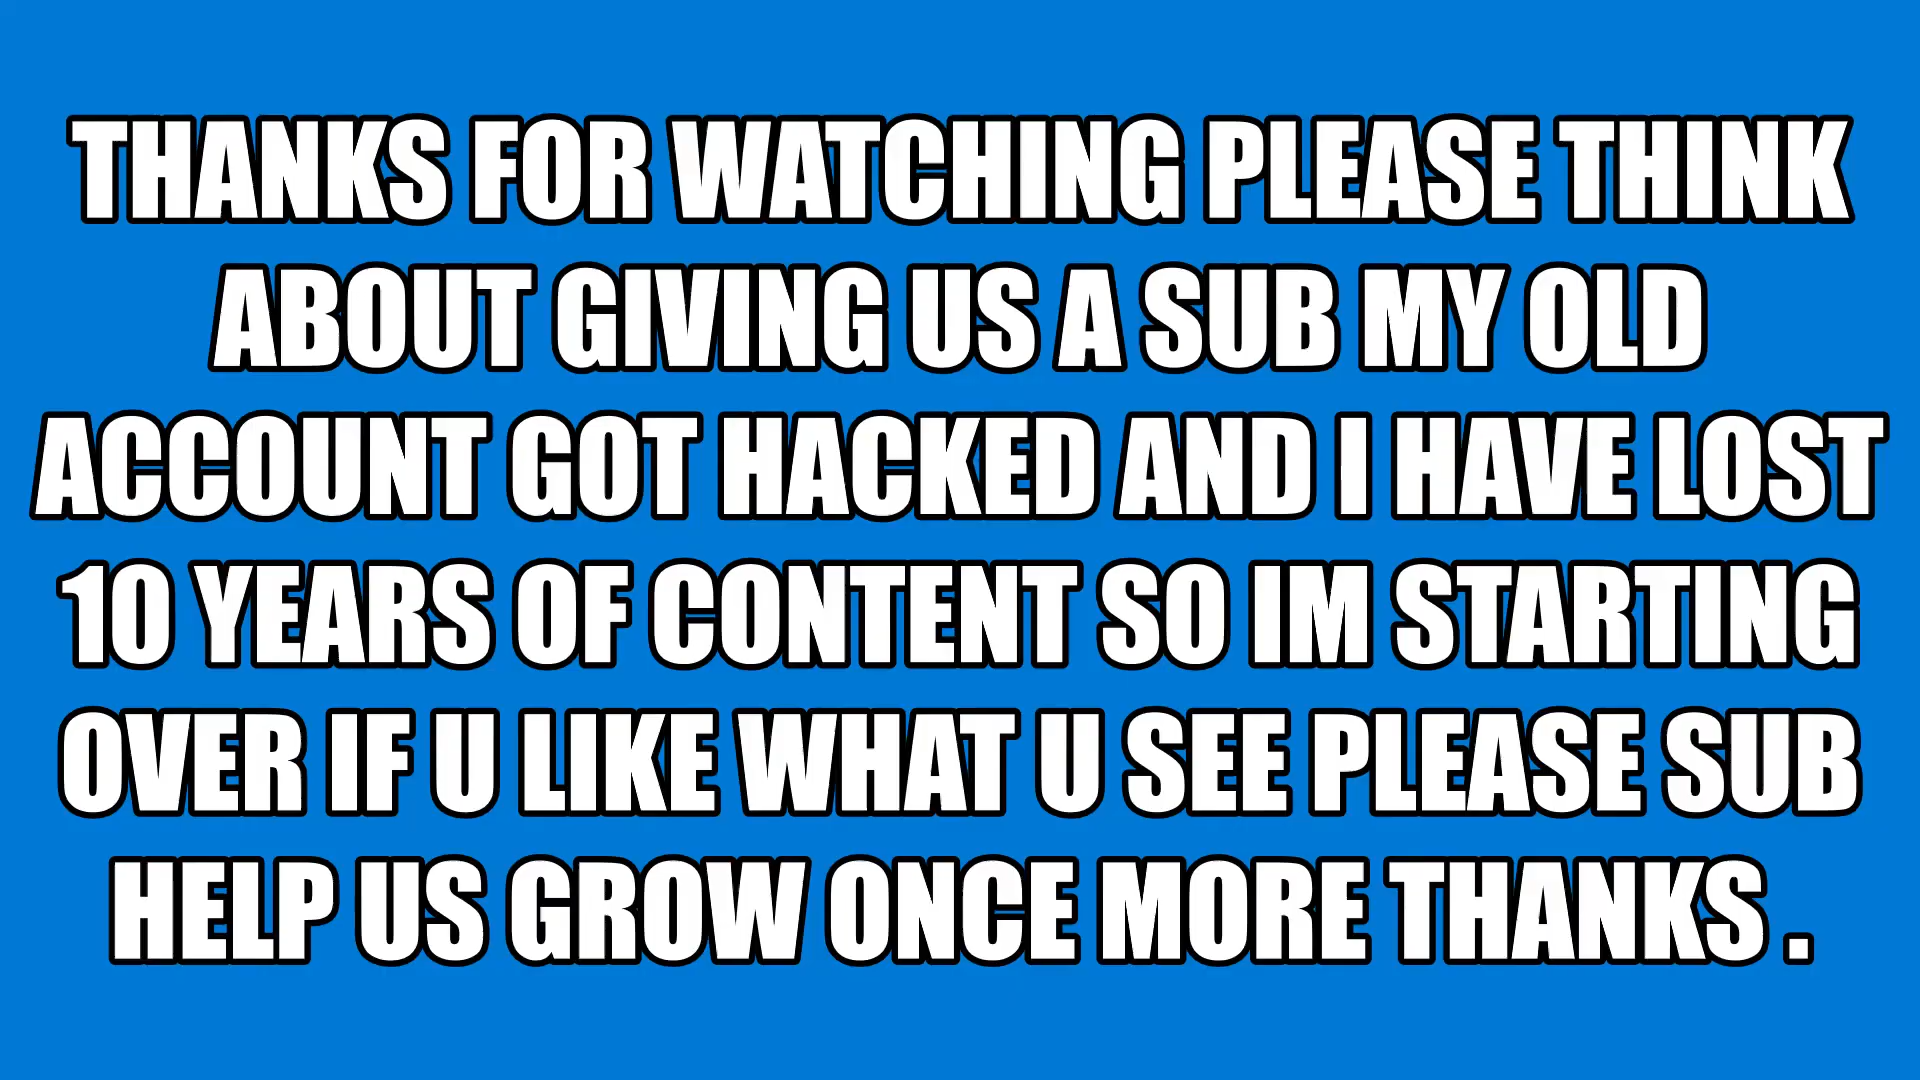 THANKS FOR WATCHING PLEASE THINK
ABOUT GIVING US A SUB MY OLD
ACCOUNT GOT HACKED AND I HAVE LOST
10 YEARS OF CONTENT SO IM STARTING
OVER IF U LIKE WHAT U SEE PLEASE SUB
HELP US GROW ONCE MORE THANKS .